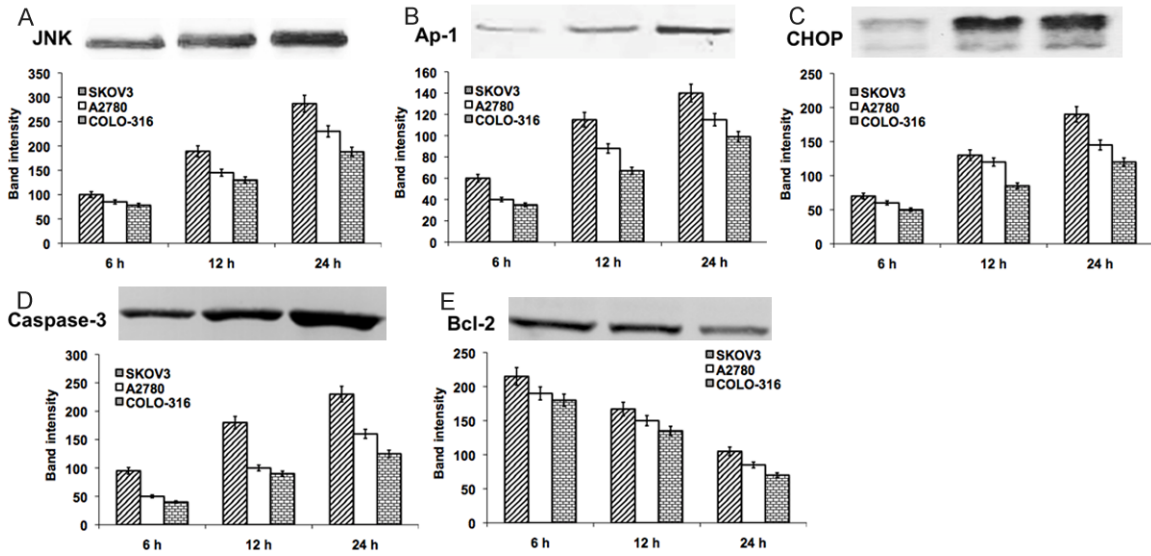 A
JNK
Band intensity
350
300
250
200
150
100
50
0
SKOV3
A2780
COLO-316
6 h 12 h 24 h
B
Ap-1
Band intensity
160
140
120
100
80
60
40
20
0
SKOV3
A2780
COLO-316
6 h 12 h 24 h
C
CHOP
Band intensity
250
200
150
100
50
0
SKOV3
A2780
COLO-316
6 h 12 h 24 h
D
Caspase-3
Band intensity
300
250
200
150
100
50
0
SKOV3
A2780
COLO-316
6 h 12 h 24 h
E
Bcl-2
Band intensity
250
200
150
100
50
0
SKOV3
A2780
COLO-316
6 h 12 h 24 h